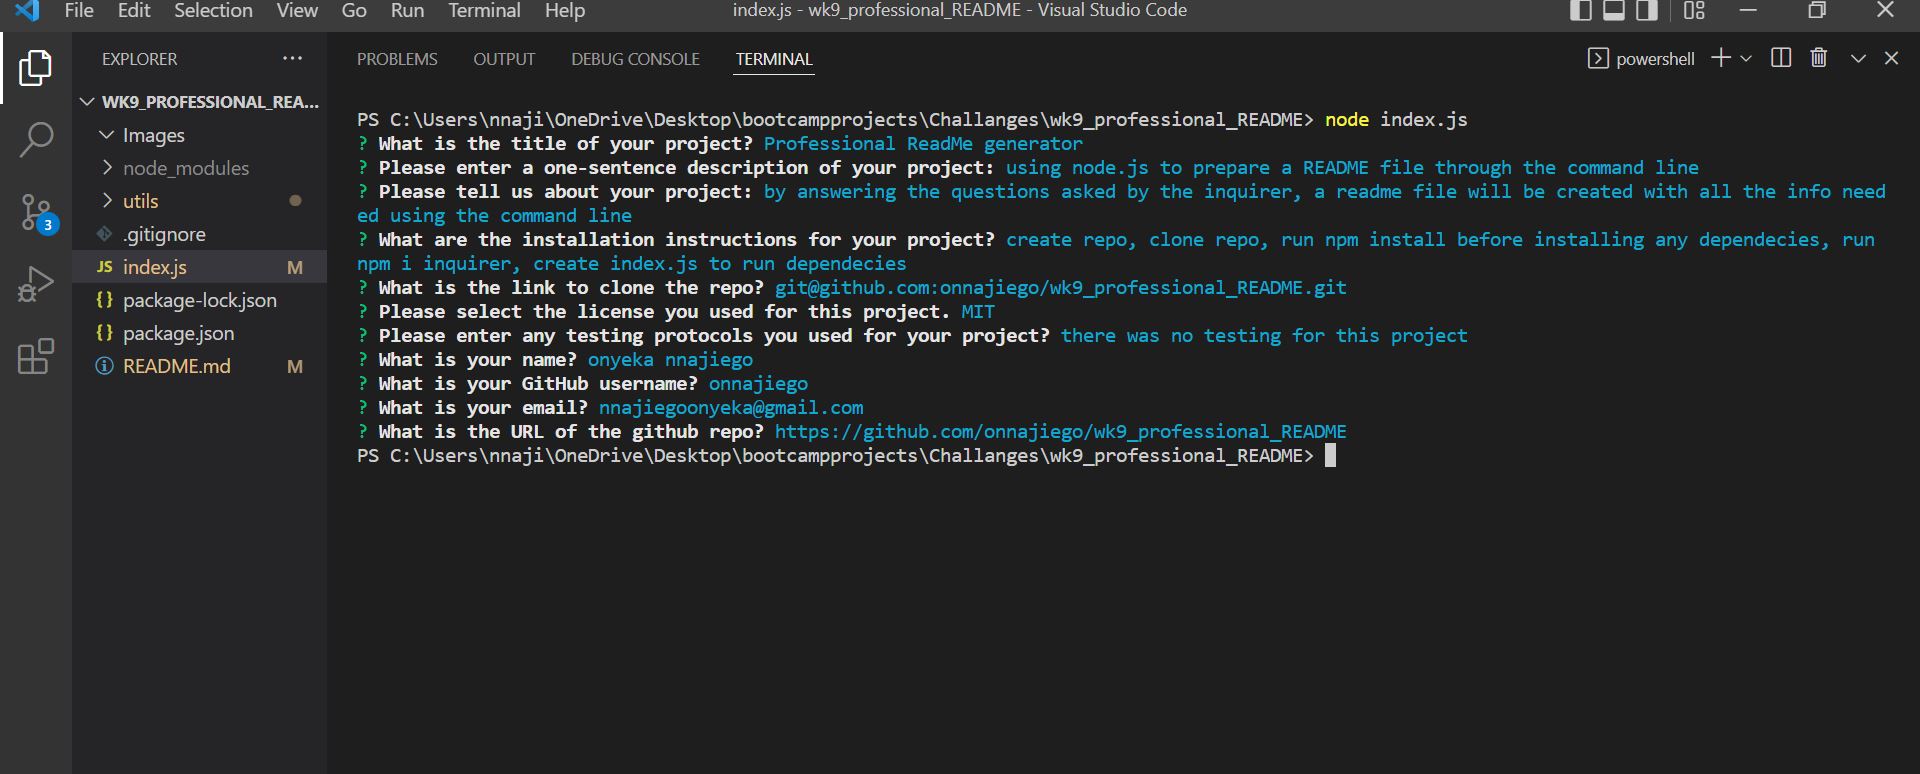 File Edit Selection View Go Run Terminal Help index.js - wk9_professional_README - Visual Studio Code
EXPLORER ...
WK9_PROFESSIONAL_REA...
Images
node_modules
utils
.gitignore
JS index.js M
{} package-lock.json
{} package.json
README.md M
3
PROBLEMS OUTPUT DEBUG CONSOLE TERMINAL powershell
PS C:\Users\nnaji\OneDrive\Desktop\bootcampprojects\Challanges\wk9_professional_README> node index.js
? What is the title of your project? Professional ReadMe generator
? Please enter a one-sentence description of your project: using node.js to prepare a README file through the command line
? Please tell us about your project: by answering the questions asked by the inquirer, a readme file will be created with all the info need
ed using the command line
? What are the installation instructions for your project? create repo, clone repo, run npm install before installing any dependecies, run
npm i inquirer, create index.js to run dependecies
? What is the link to clone the repo? git@github.com:onnajiego/wk9_professional_README.git
? Please select the license you used for this project. MIT
? Please enter any testing protocols you used for your project? there was no testing for this project
? What is your name? onyeka nnajiego
? What is your GitHub username? onnajiego
? What is your email? nnajiegoonyeka@gmail.com
? What is the URL of the github repo? https://github.com/onnajiego/wk9_professional_README
PS C:\Users\nnaji\OneDrive\Desktop\bootcampprojects\Challanges\wk9_professional_README>